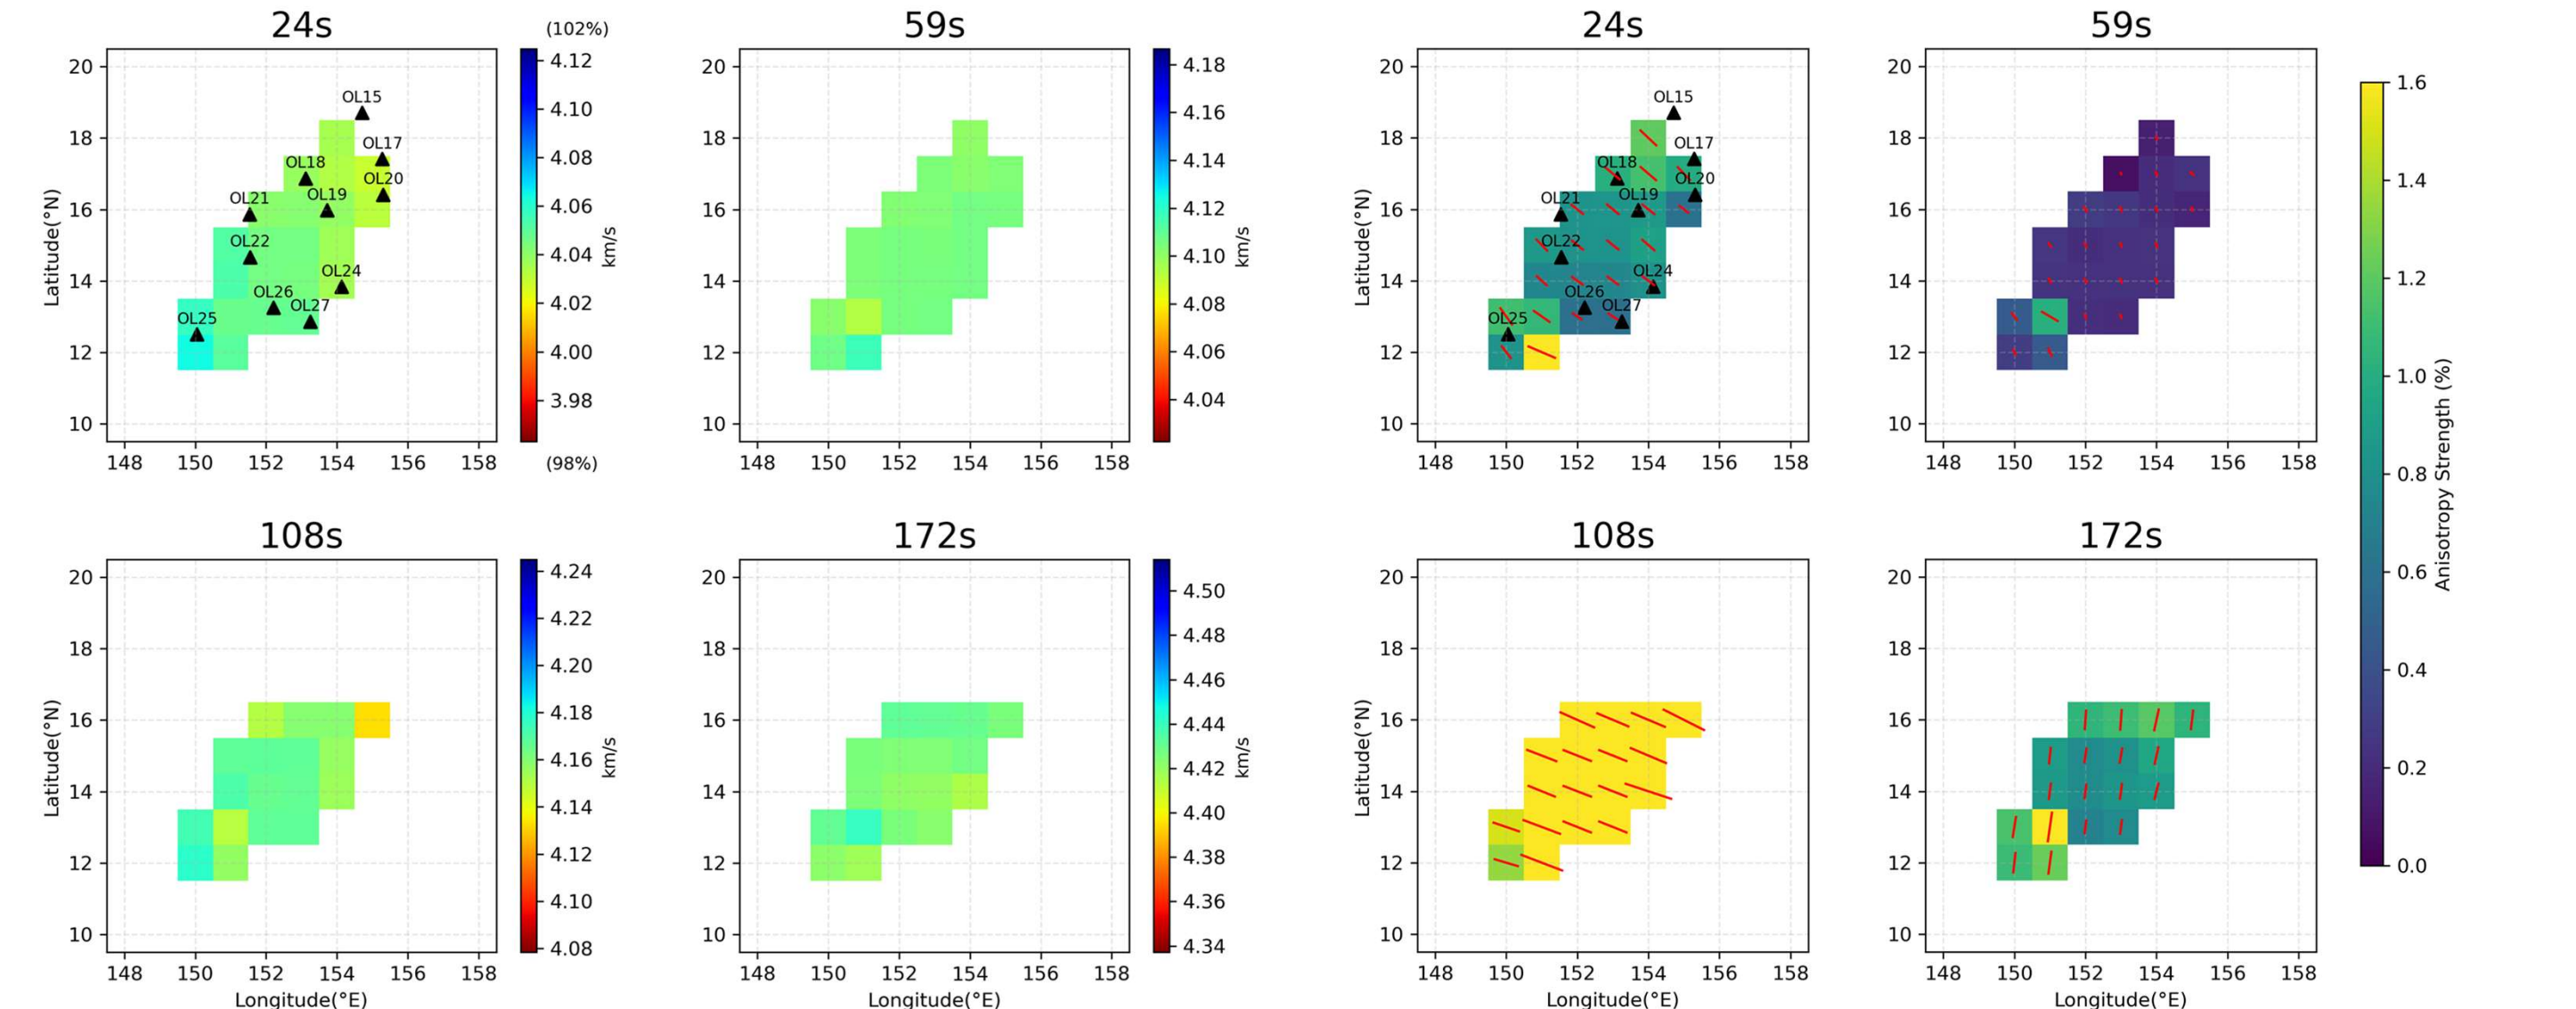 24s
(102%)
20
18
16
14
12
10
Latitude(°N)
148 150 152 154 156 158
OL15
OL17
OL18
OL20
OL21
OL19
OL22
OL24
OL26
OL27
OL25
4.12
4.10
4.08
4.06
4.04
4.02
4.00
3.98
km/s
(98%)
59s
20
18
16
14
12
10
148 150 152 154 156 158
4.18
4.16
4.14
4.12
4.10
4.08
4.06
4.04
km/s
24s
20
18
16
14
12
10
Latitude(°N)
148 150 152 154 156 158
OL15
OL17
OL18
OL20
OL21
OL19
OL22
OL24
OL26
OL27
OL25
59s
20
18
16
14
12
10
148 150 152 154 156 158
1.6
1.4
1.2
1.0
0.8
0.6
0.4
0.2
0.0
Anisotropy Strength (%)
108s
20
18
16
14
12
10
Latitude(°N)
148 150 152 154 156 158
Longitude(°E)
4.24
4.22
4.20
4.18
4.16
4.14
4.12
4.10
4.08
km/s
172s
20
18
16
14
12
10
148 150 152 154 156 158
Longitude(°E)
4.50
4.48
4.46
4.44
4.42
4.40
4.38
4.36
4.34
km/s
108s
20
18
16
14
12
10
Latitude(°N)
148 150 152 154 156 158
Longitude(°E)
172s
20
18
16
14
12
10
148 150 152 154 156 158
Longitude(°E)